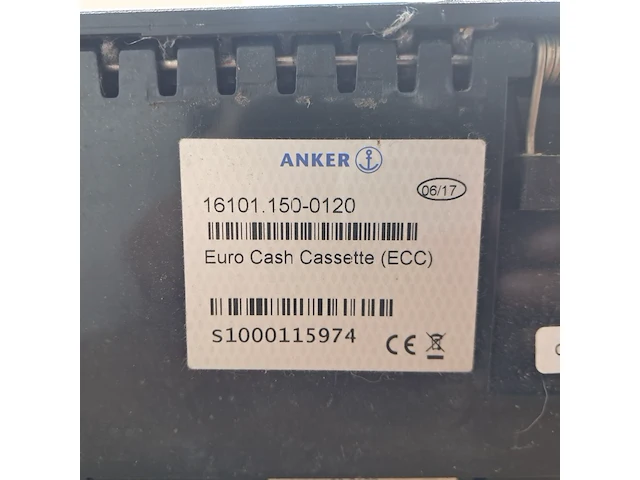 ANKER
06/17
16101.150-0120
Euro Cash Cassette (ECC)
S1000115974
CE